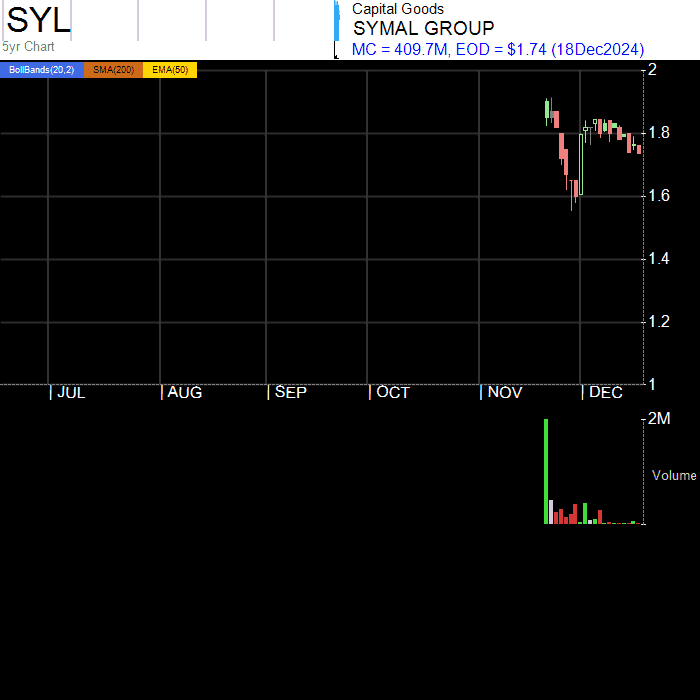 SYL
5yr Chart
Capital Goods
SYMAL GROUP
MC = 409.7M, EOD = $1.74 (18Dec2024)
BollBands(20,2) SMA(200) EMA(50)
2
1.8
1.6
1.4
1.2
1
| JUL | AUG | SEP | OCT | NOV | DEC
2M
Volume